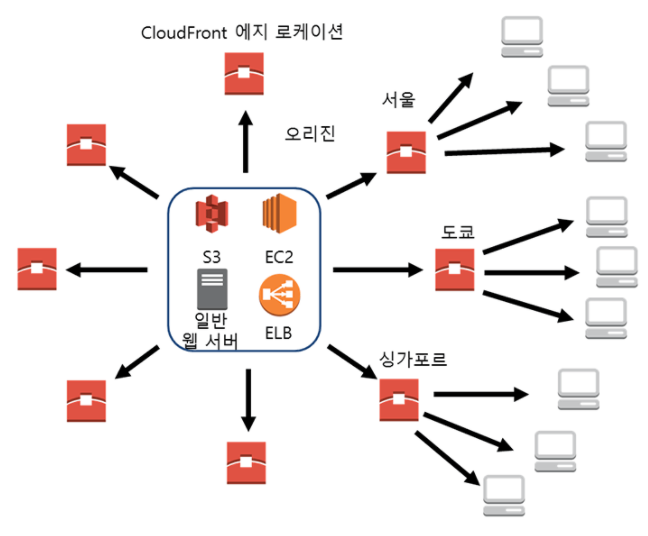 CloudFront 에지 로케이션
서울
오리진
S3
EC2
도쿄
일반
웹 서버
ELB
싱가포르